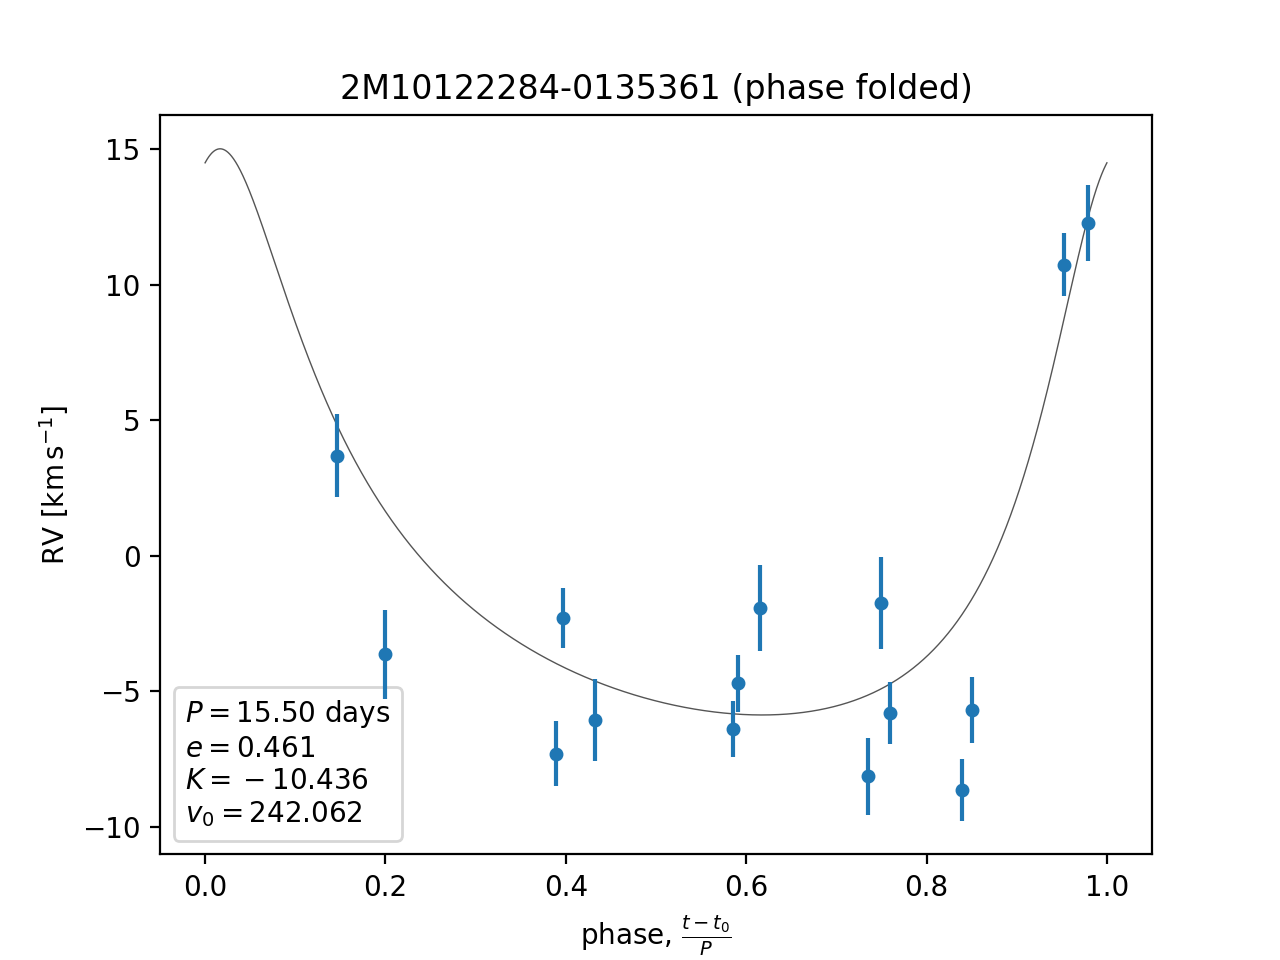 2M10122284-0135361 (phase folded)
15
10
5
0
−5
−10
RV [km s⁻¹]
P = 15.50 days
e = 0.461
K = −10.436
v₀ = 242.062
0.0 0.2 0.4 0.6 0.8 1.0
phase, (t − t₀)/P